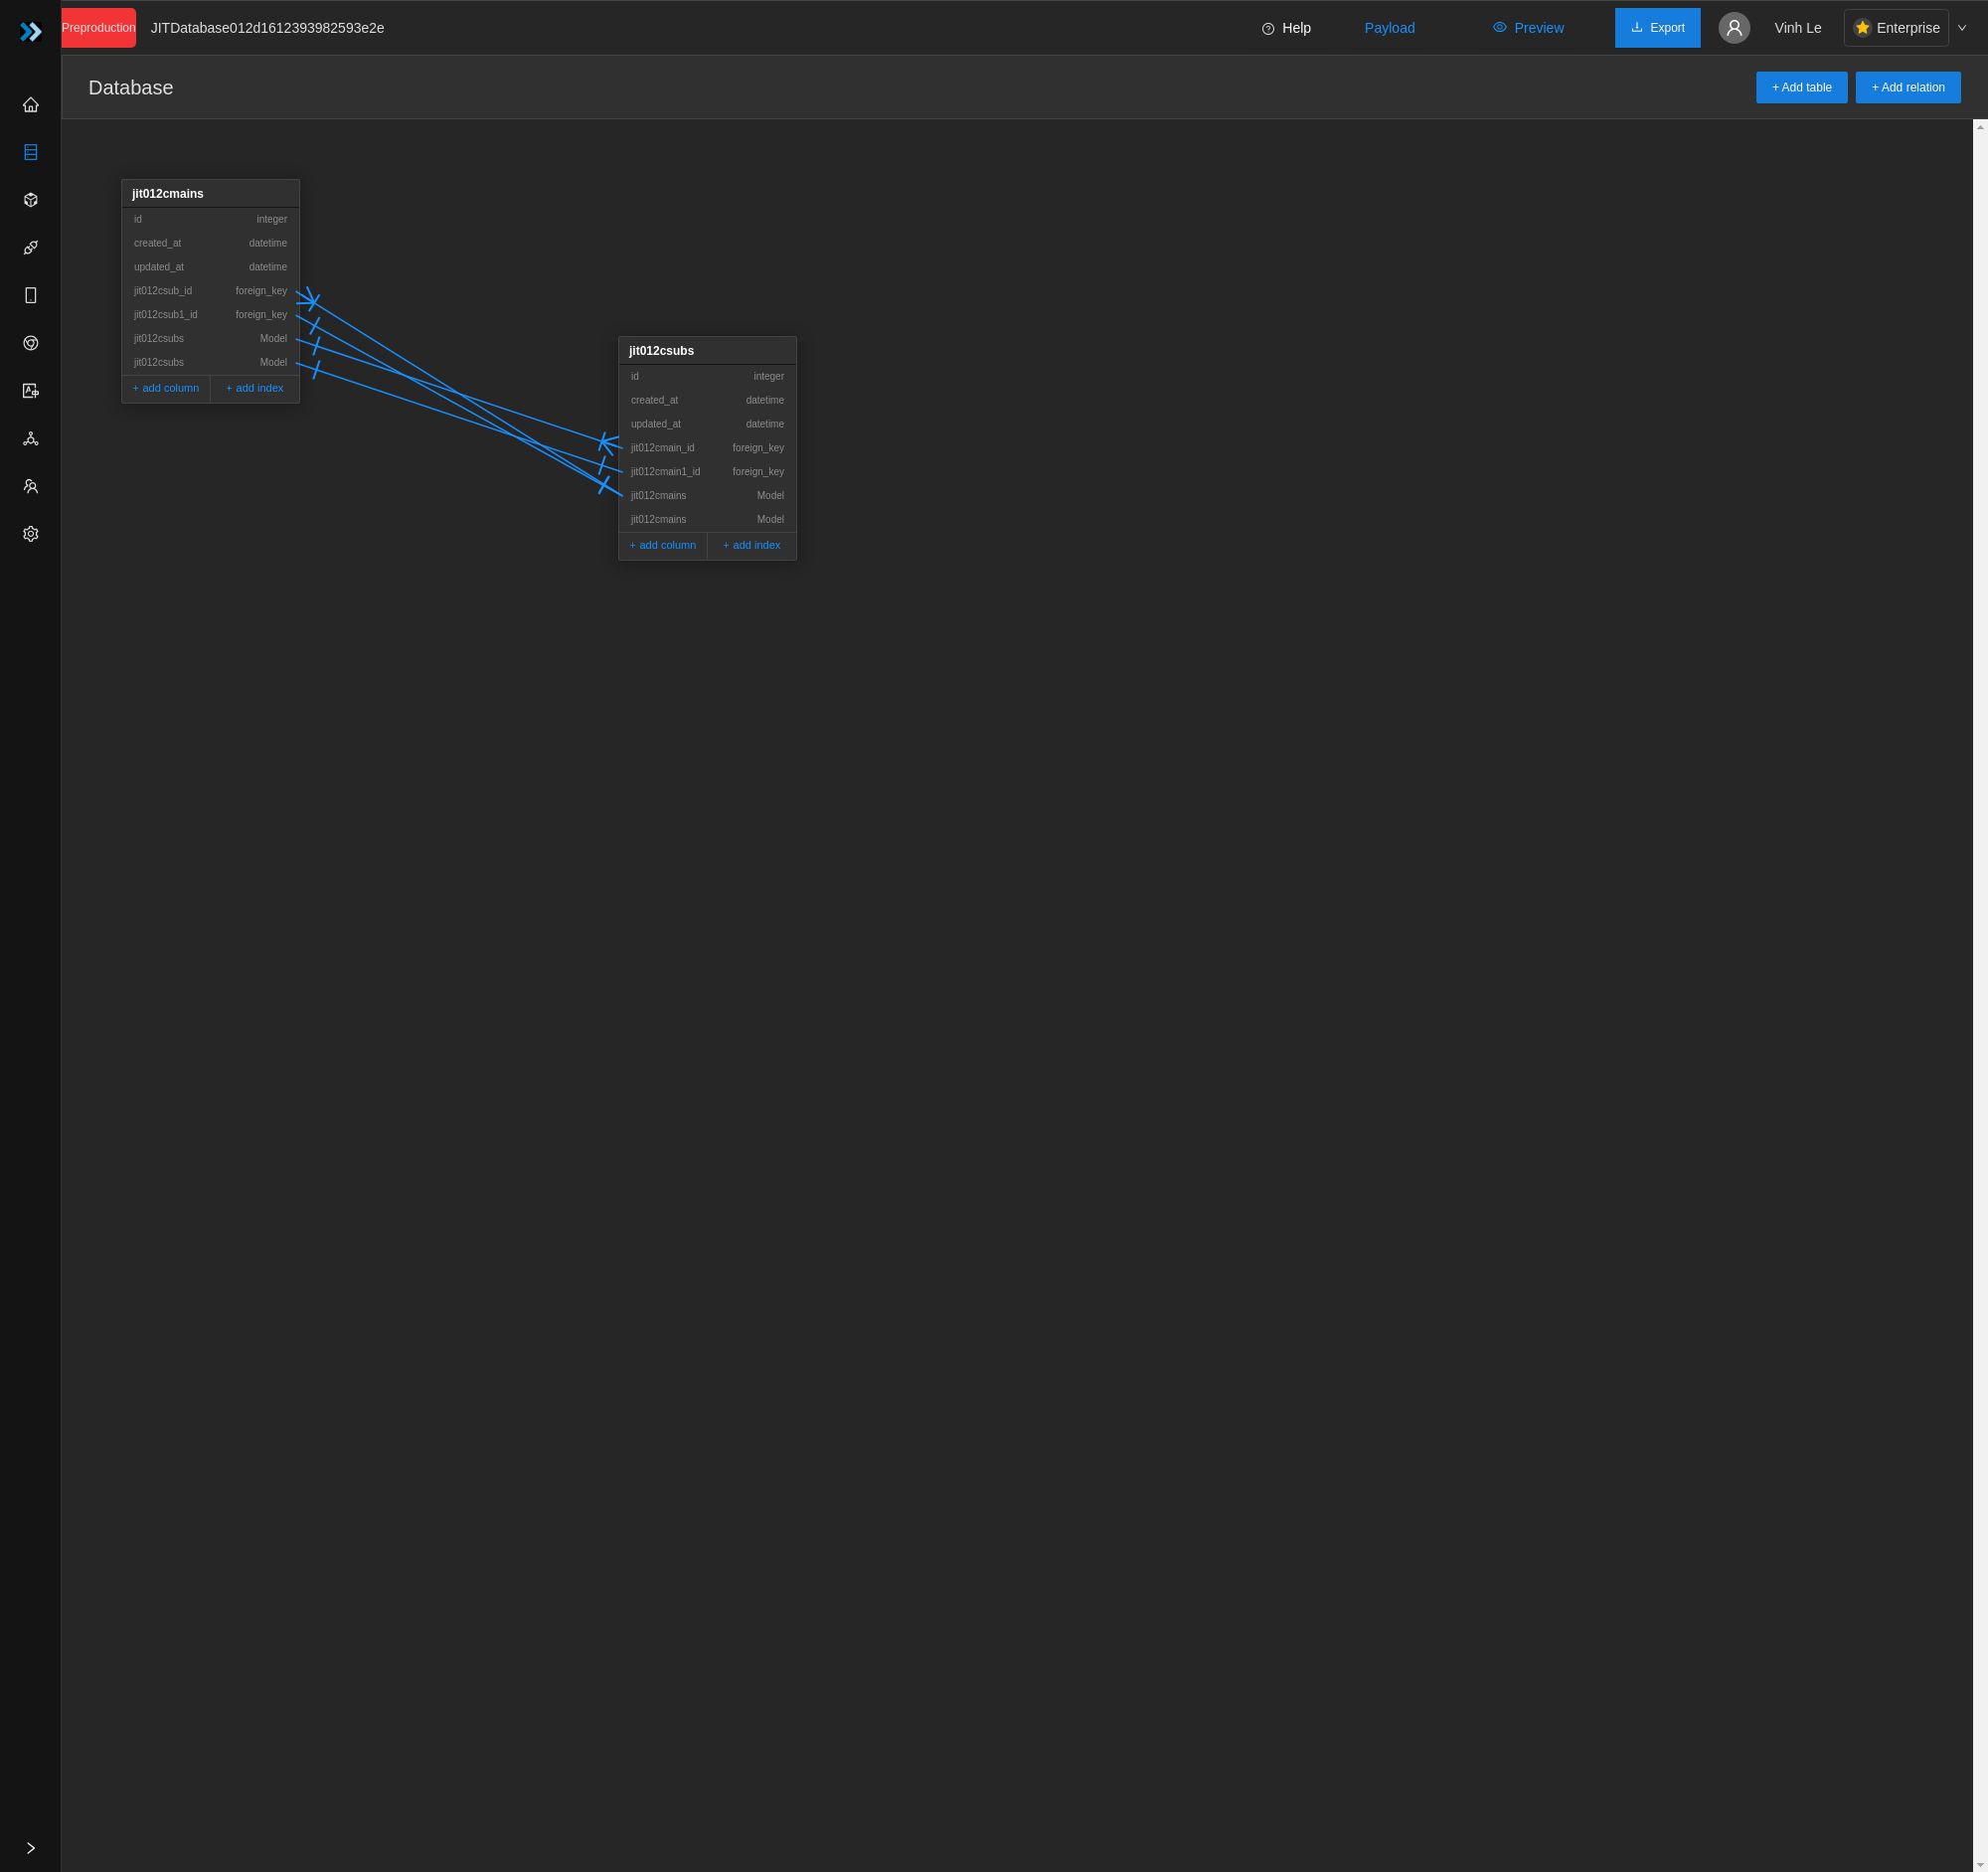 Preproduction JITDatabase012d1612393982593e2e Help Payload Preview Export Vinh Le Enterprise
Database + Add table + Add relation
jit012cmains
id integer
created_at datetime
updated_at datetime
jit012csub_id foreign_key
jit012csub1_id foreign_key
jit012csubs Model
jit012csubs Model
+ add column + add index
jit012csubs
id integer
created_at datetime
updated_at datetime
jit012cmain_id foreign_key
jit012cmain1_id foreign_key
jit012cmains Model
jit012cmains Model
+ add column + add index